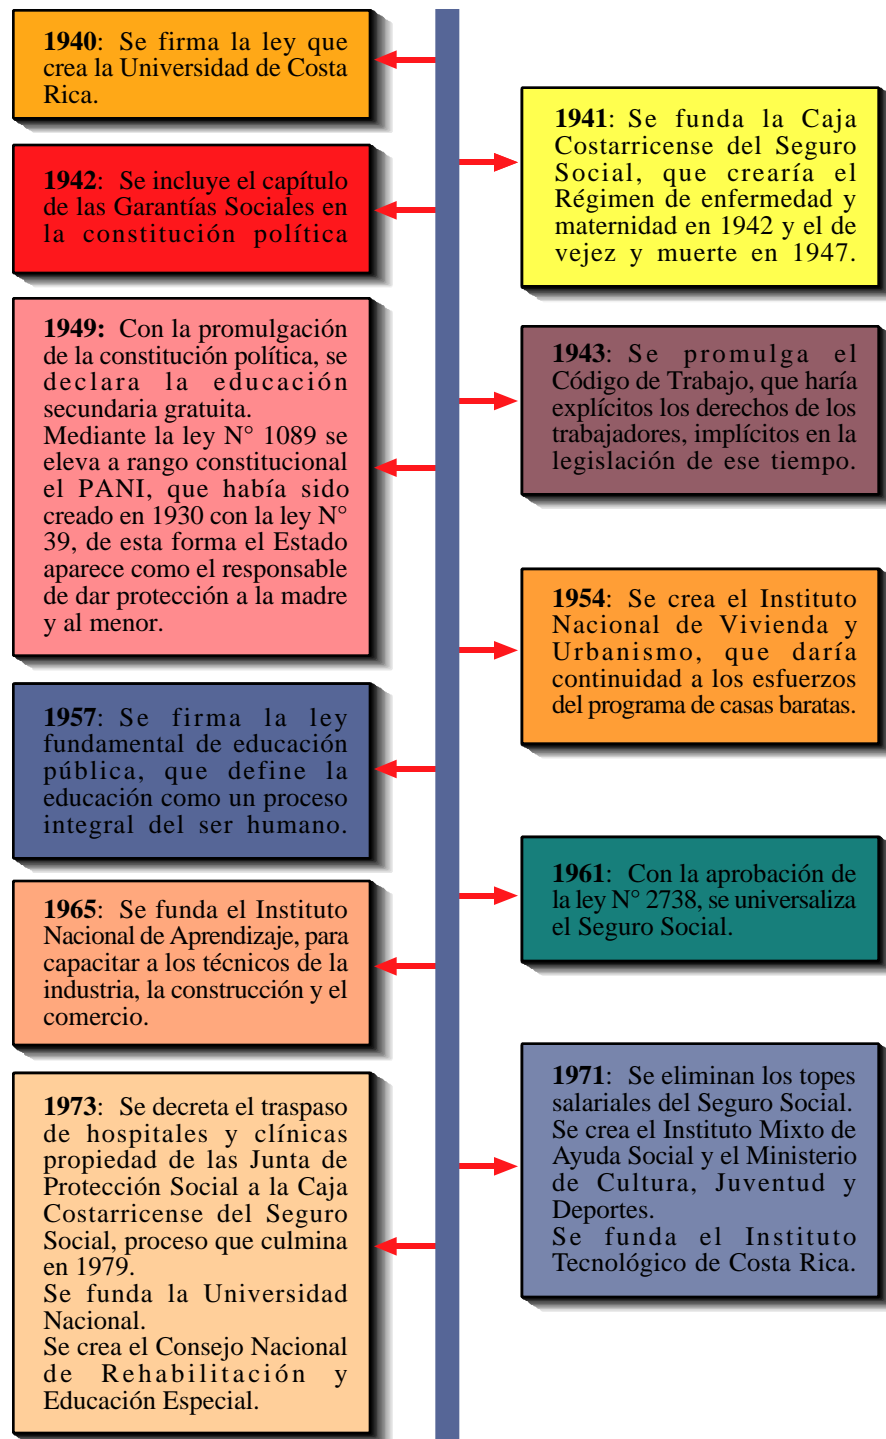 1940: Se firma la ley que
crea la Universidad de Costa
Rica.
1941: Se funda la Caja
Costarricense del Seguro
Social, que crearía el
Régimen de enfermedad y
maternidad en 1942 y el de
vejez y muerte en 1947.
1942: Se incluye el capítulo
de las Garantías Sociales en
la constitución política
1943: Se promulga el
Código de Trabajo, que haría
explícitos los derechos de los
trabajadores, implícitos en la
legislación de ese tiempo.
1949: Con la promulgación
de la constitución política, se
declara la educación
secundaria gratuita.
Mediante la ley N° 1089 se
eleva a rango constitucional
el PANI, que había sido
creado en 1930 con la ley N°
39, de esta forma el Estado
aparece como el responsable
de dar protección a la madre
y al menor.
1954: Se crea el Instituto
Nacional de Vivienda y
Urbanismo, que daría
continuidad a los esfuerzos
del programa de casas baratas.
1957: Se firma la ley
fundamental de educación
pública, que define la
educación como un proceso
integral del ser humano.
1961: Con la aprobación de
la ley N° 2738, se universaliza
el Seguro Social.
1965: Se funda el Instituto
Nacional de Aprendizaje, para
capacitar a los técnicos de la
industria, la construcción y el
comercio.
1971: Se eliminan los topes
salariales del Seguro Social.
Se crea el Instituto Mixto de
Ayuda Social y el Ministerio
de Cultura, Juventud y
Deportes.
Se funda el Instituto
Tecnológico de Costa Rica.
1973: Se decreta el traspaso
de hospitales y clínicas
propiedad de las Junta de
Protección Social a la Caja
Costarricense del Seguro
Social, proceso que culmina
en 1979.
Se funda la Universidad
Nacional.
Se crea el Consejo Nacional
de Rehabilitación y
Educación Especial.